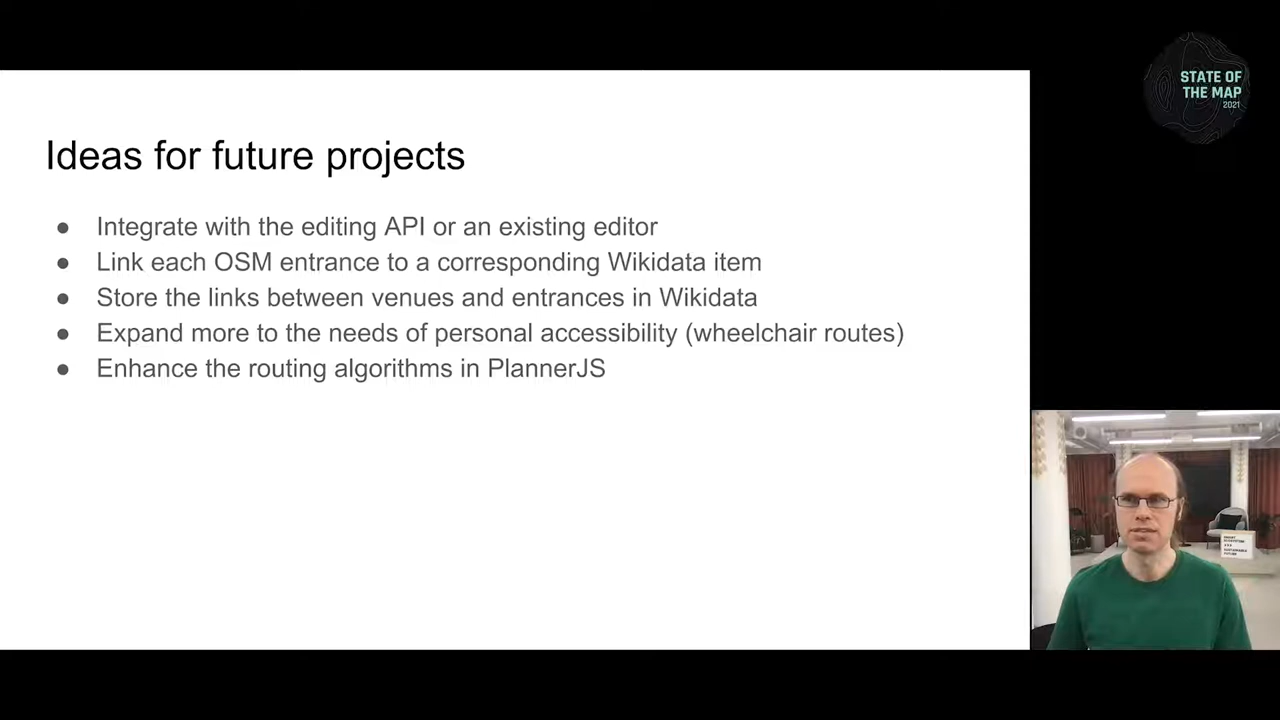 STATE OF
THE MAP
2021
Ideas for future projects
● Integrate with the editing API or an existing editor
● Link each OSM entrance to a corresponding Wikidata item
● Store the links between venues and entrances in Wikidata
● Expand more to the needs of personal accessibility (wheelchair routes)
● Enhance the routing algorithms in PlannerJS
SUSTAINABLE
FUTURE